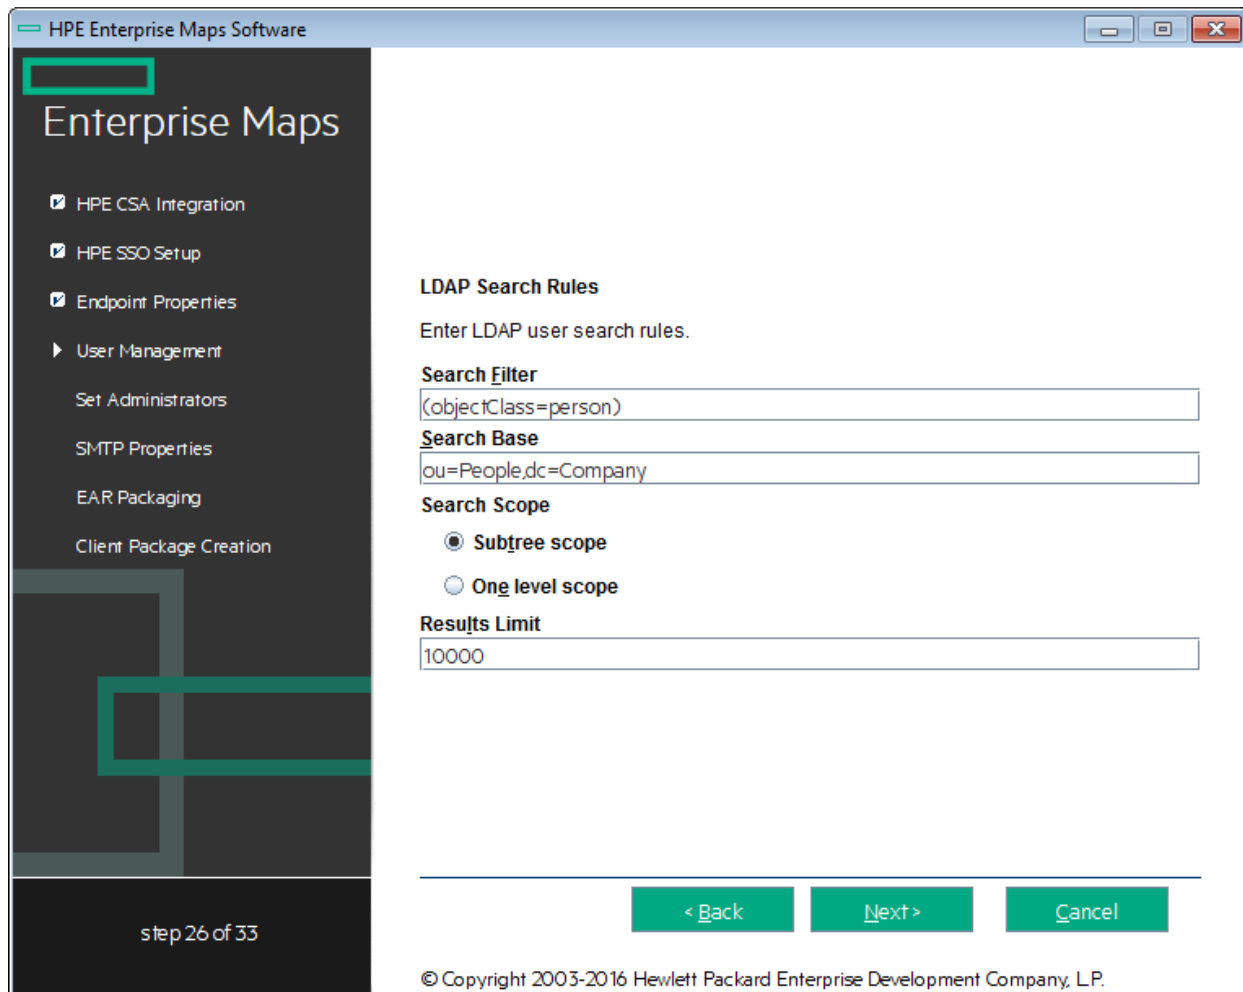 HPE Enterprise Maps Software
Enterprise Maps
HPE CSA Integration
HPE SSO Setup
Endpoint Properties
User Management
Set Administrators
SMTP Properties
EAR Packaging
Client Package Creation
step 26 of 33
LDAP Search Rules
Enter LDAP user search rules.
Search Filter
(objectClass=person)
Search Base
ou=People,dc=Company
Search Scope
Subtree scope
One level scope
Results Limit
10000
< Back Next > Cancel
© Copyright 2003-2016 Hewlett Packard Enterprise Development Company, L.P.